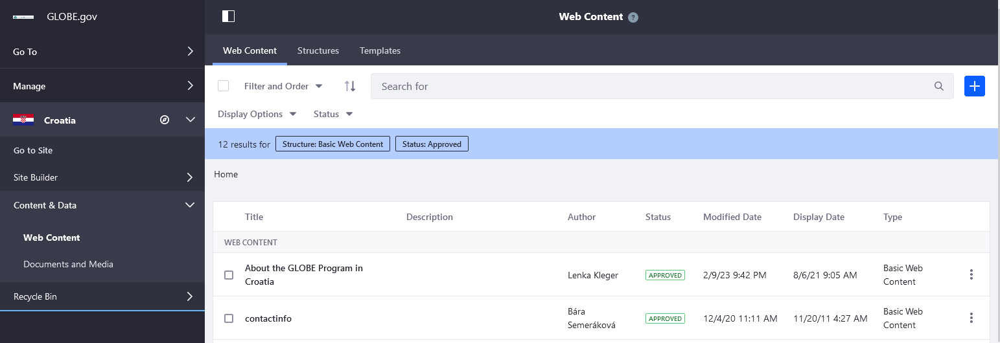 GLOBE.gov
Go To
Manage
Croatia
Go to Site
Site Builder
Content & Data
Web Content
Documents and Media
Recycle Bin
Web Content ?
Web Content Structures Templates
Filter and Order Search for
Display Options Status
12 results for Structure: Basic Web Content Status: Approved
Home
Title Description Author Status Modified Date Display Date Type
WEB CONTENT
About the GLOBE Program in
Croatia
Lenka Kleger APPROVED 2/9/23 9:42 PM 8/6/21 9:05 AM
Basic Web
Content
contactinfo
Bára
Semeráková
APPROVED 12/4/20 11:11 AM 11/20/11 4:27 AM
Basic Web
Content